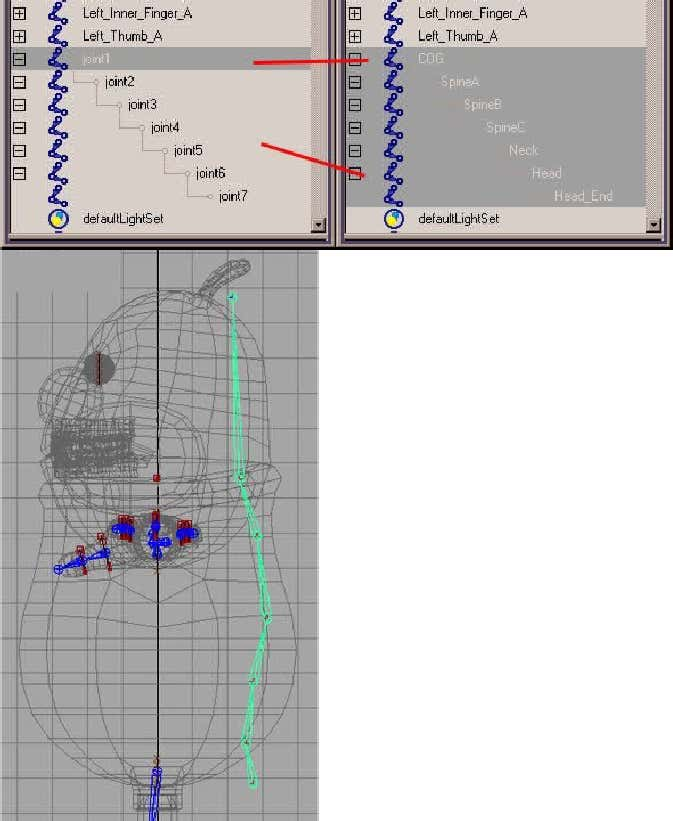 Left_Inner_Finger_A
Left_Thumb_A
joint1
joint2
joint3
joint4
joint5
joint6
joint7
defaultLightSet
Left_Inner_Finger_A
Left_Thumb_A
COG
SpineA
SpineB
SpineC
Neck
Head
Head_End
defaultLightSet